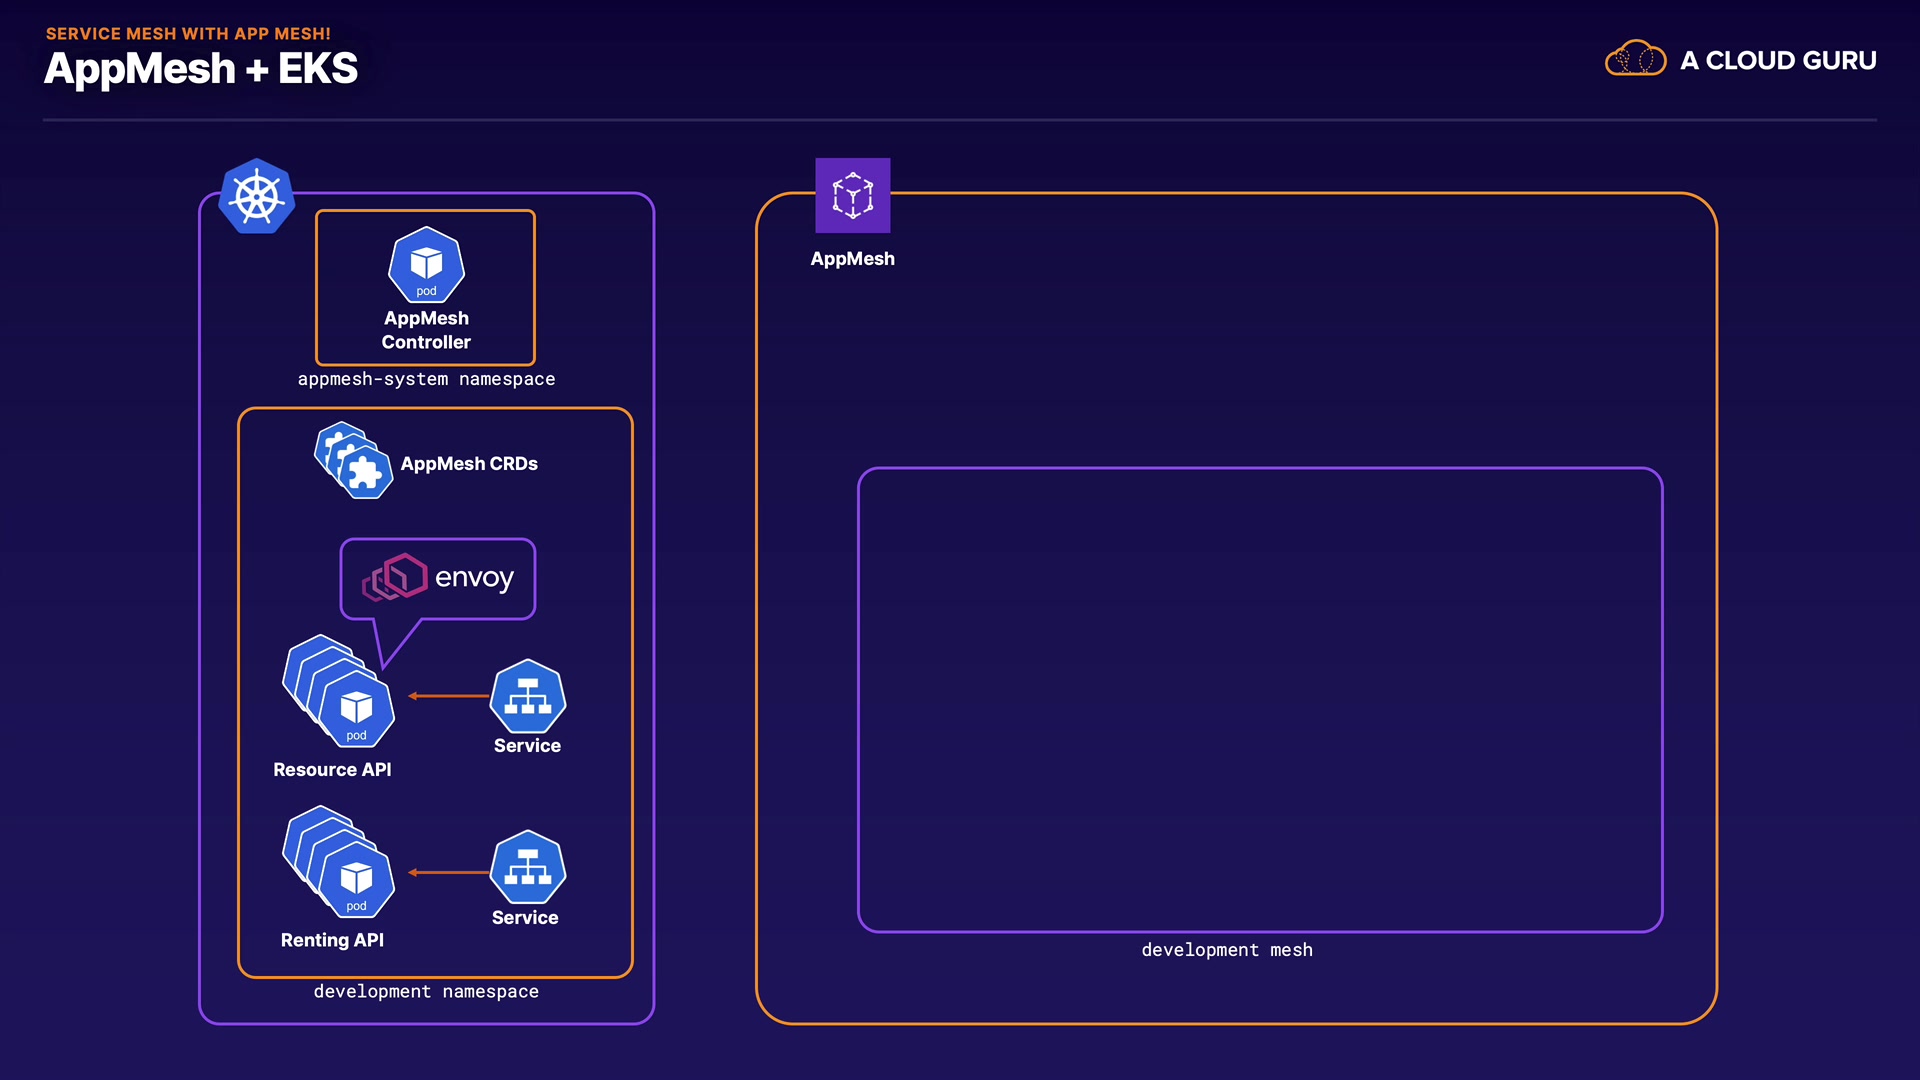 SERVICE MESH WITH APP MESH!
AppMesh + EKS
A CLOUD GURU
pod
AppMesh
Controller
appmesh-system namespace
AppMesh CRDs
envoy
pod
Service
Resource API
pod
Service
Renting API
development namespace
AppMesh
development mesh